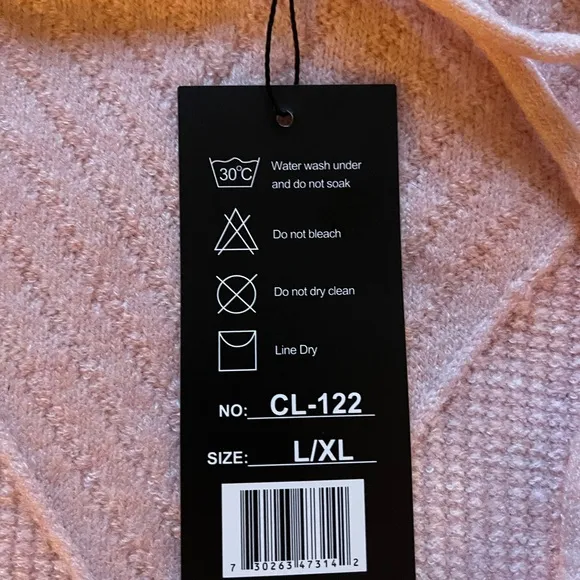 30°C
Water wash under
and do not soak
Do not bleach
Do not dry clean
Line Dry
NO: CL-122
SIZE: L/XL
7 30263 47314 2